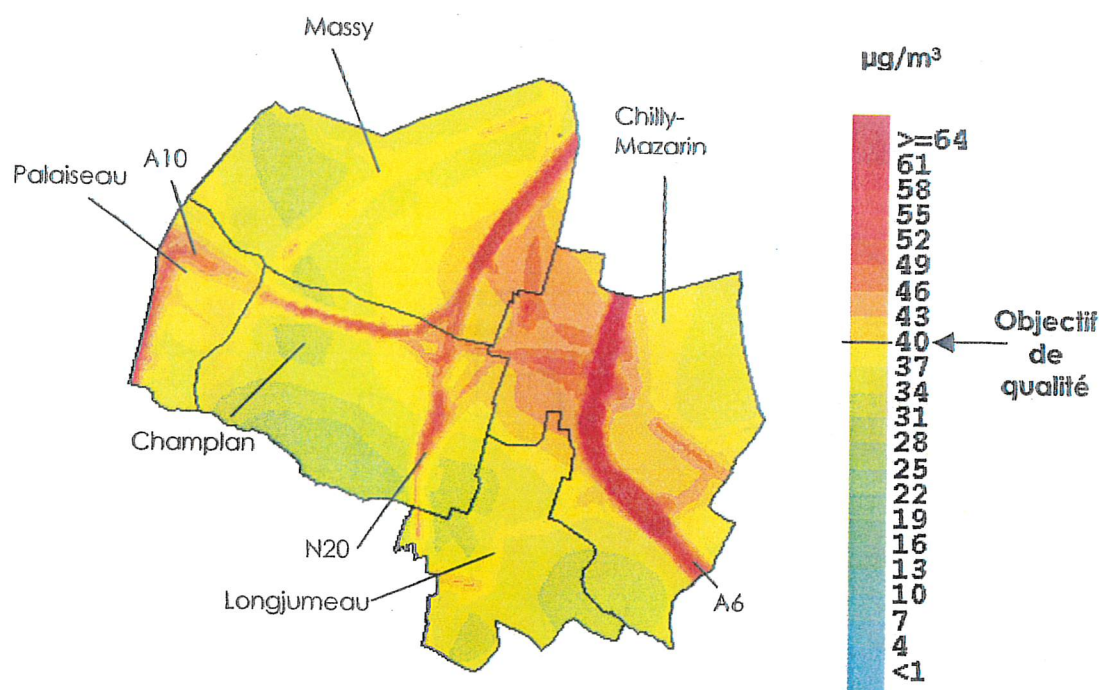 Massy
A10
Palaiseau
Chilly-
Mazarin
Champlan
N20
Longjumeau
A6
µg/m³
>=64
61
58
55
52
49
46
43
40
37
34
31
28
25
22
19
16
13
10
7
4
<1
Objectif
de
qualité